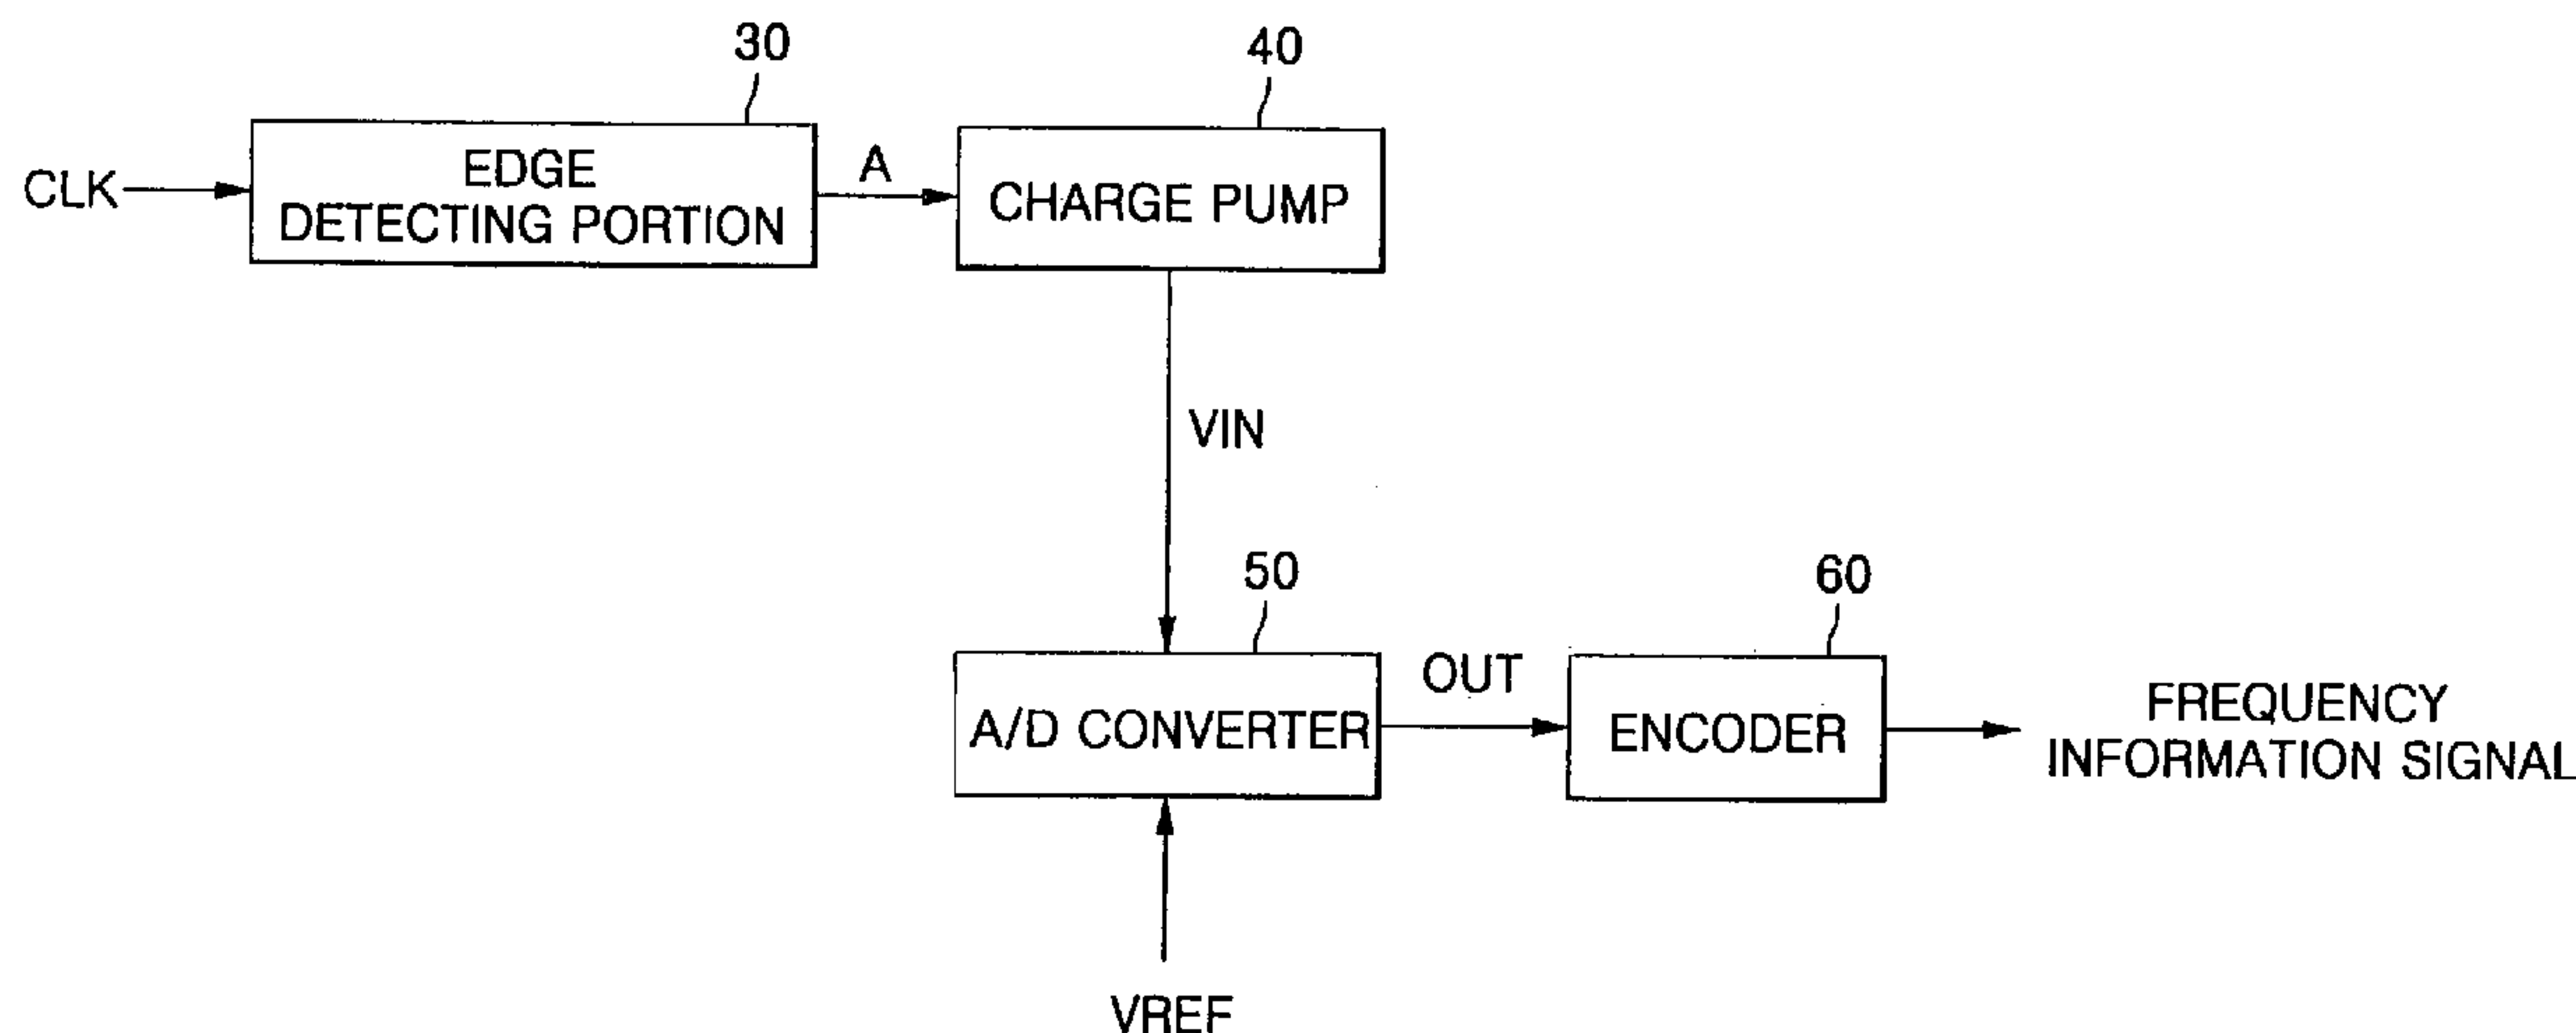 30
40
CLK
EDGE
DETECTING PORTION
A
CHARGE PUMP
VIN
50
60
A/D CONVERTER
OUT
ENCODER
FREQUENCY
INFORMATION SIGNAL
VREF